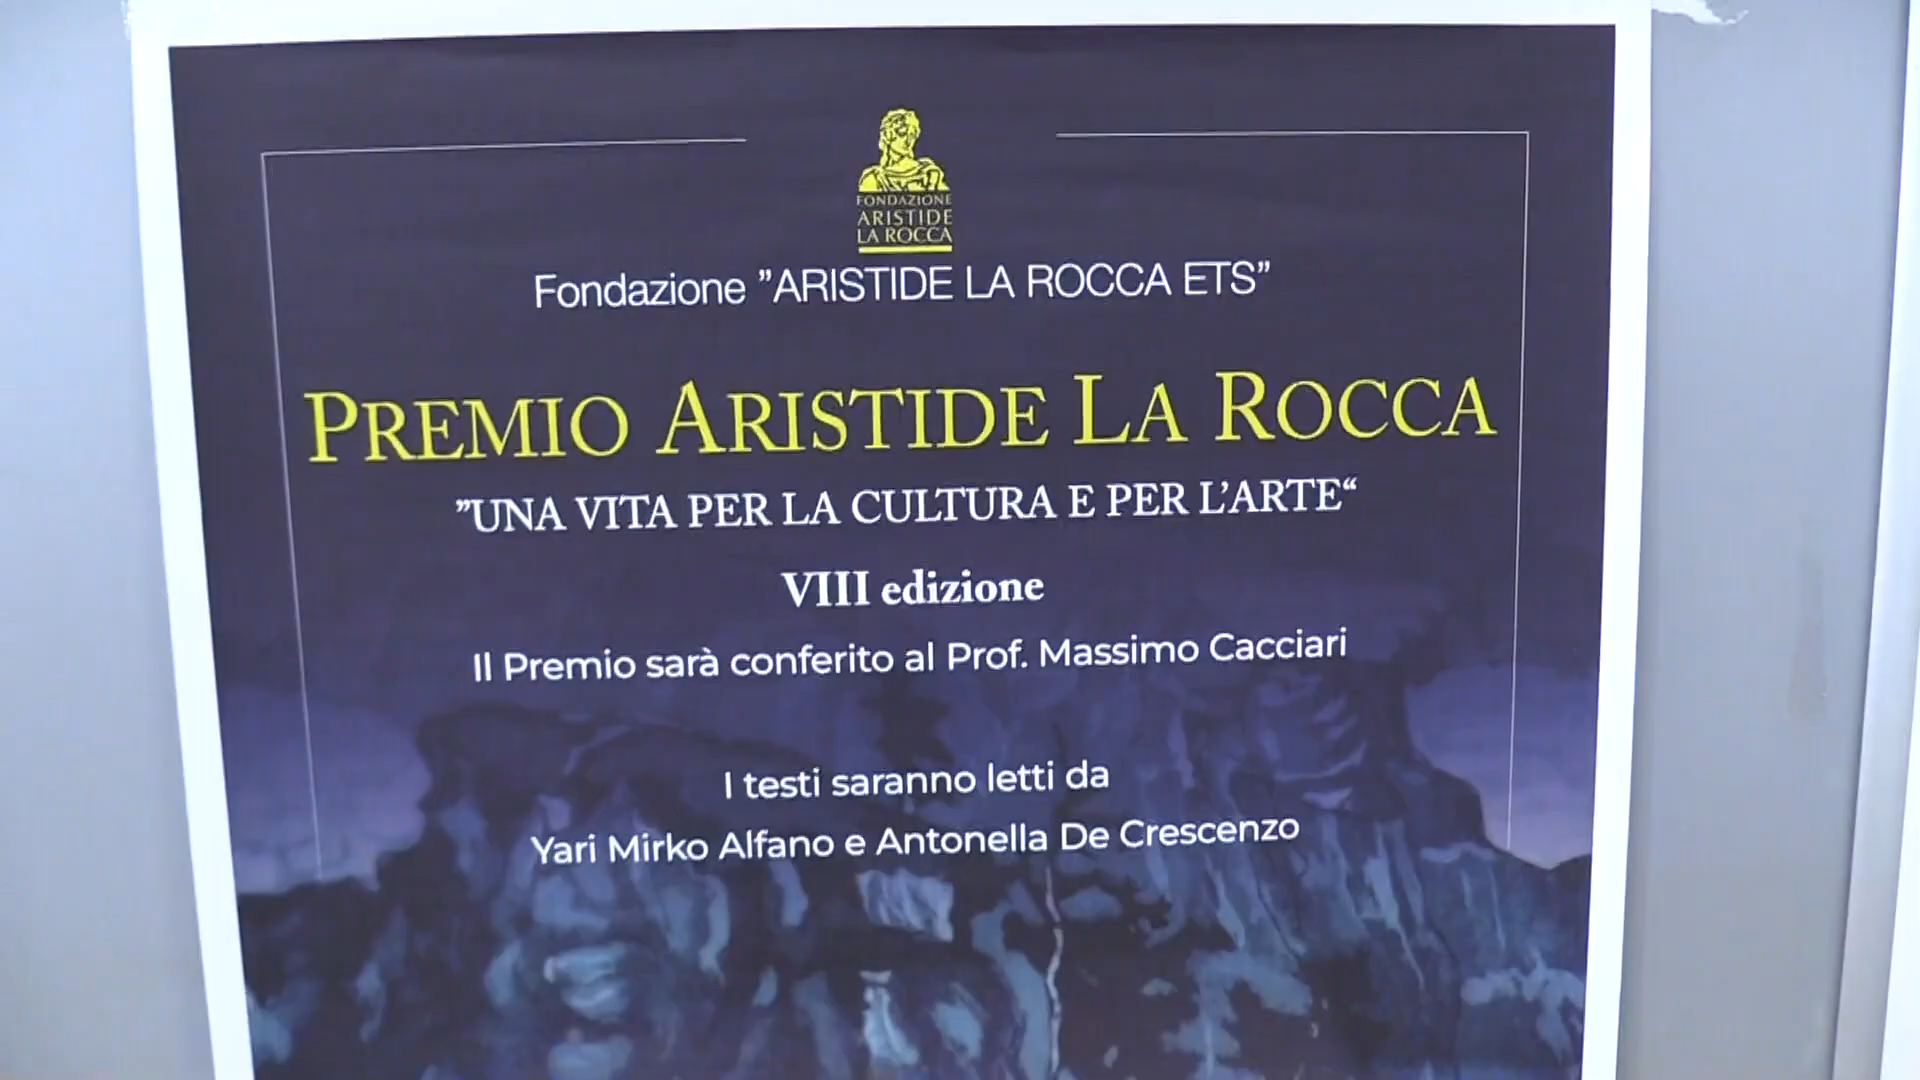 FONDAZIONE
ARISTIDE
LA ROCCA
Fondazione ”ARISTIDE LA ROCCA ETS”
PREMIO ARISTIDE LA ROCCA
”UNA VITA PER LA CULTURA E PER L’ARTE“
VIII edizione
Il Premio sarà conferito al Prof. Massimo Cacciari
I testi saranno letti da
Yari Mirko Alfano e Antonella De Crescenzo